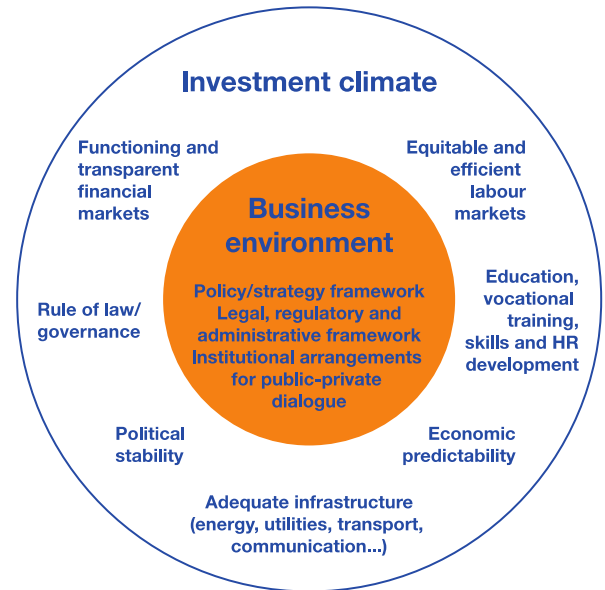 Investment climate
Functioning and
transparent
financial
markets
Equitable and
efficient
labour
markets
Business
environment
Policy/strategy framework
Legal, regulatory and
administrative framework
Institutional arrangements
for public-private
dialogue
Rule of law/
governance
Education,
vocational
training,
skills and HR
development
Political
stability
Economic
predictability
Adequate infrastructure
(energy, utilities, transport,
communication...)